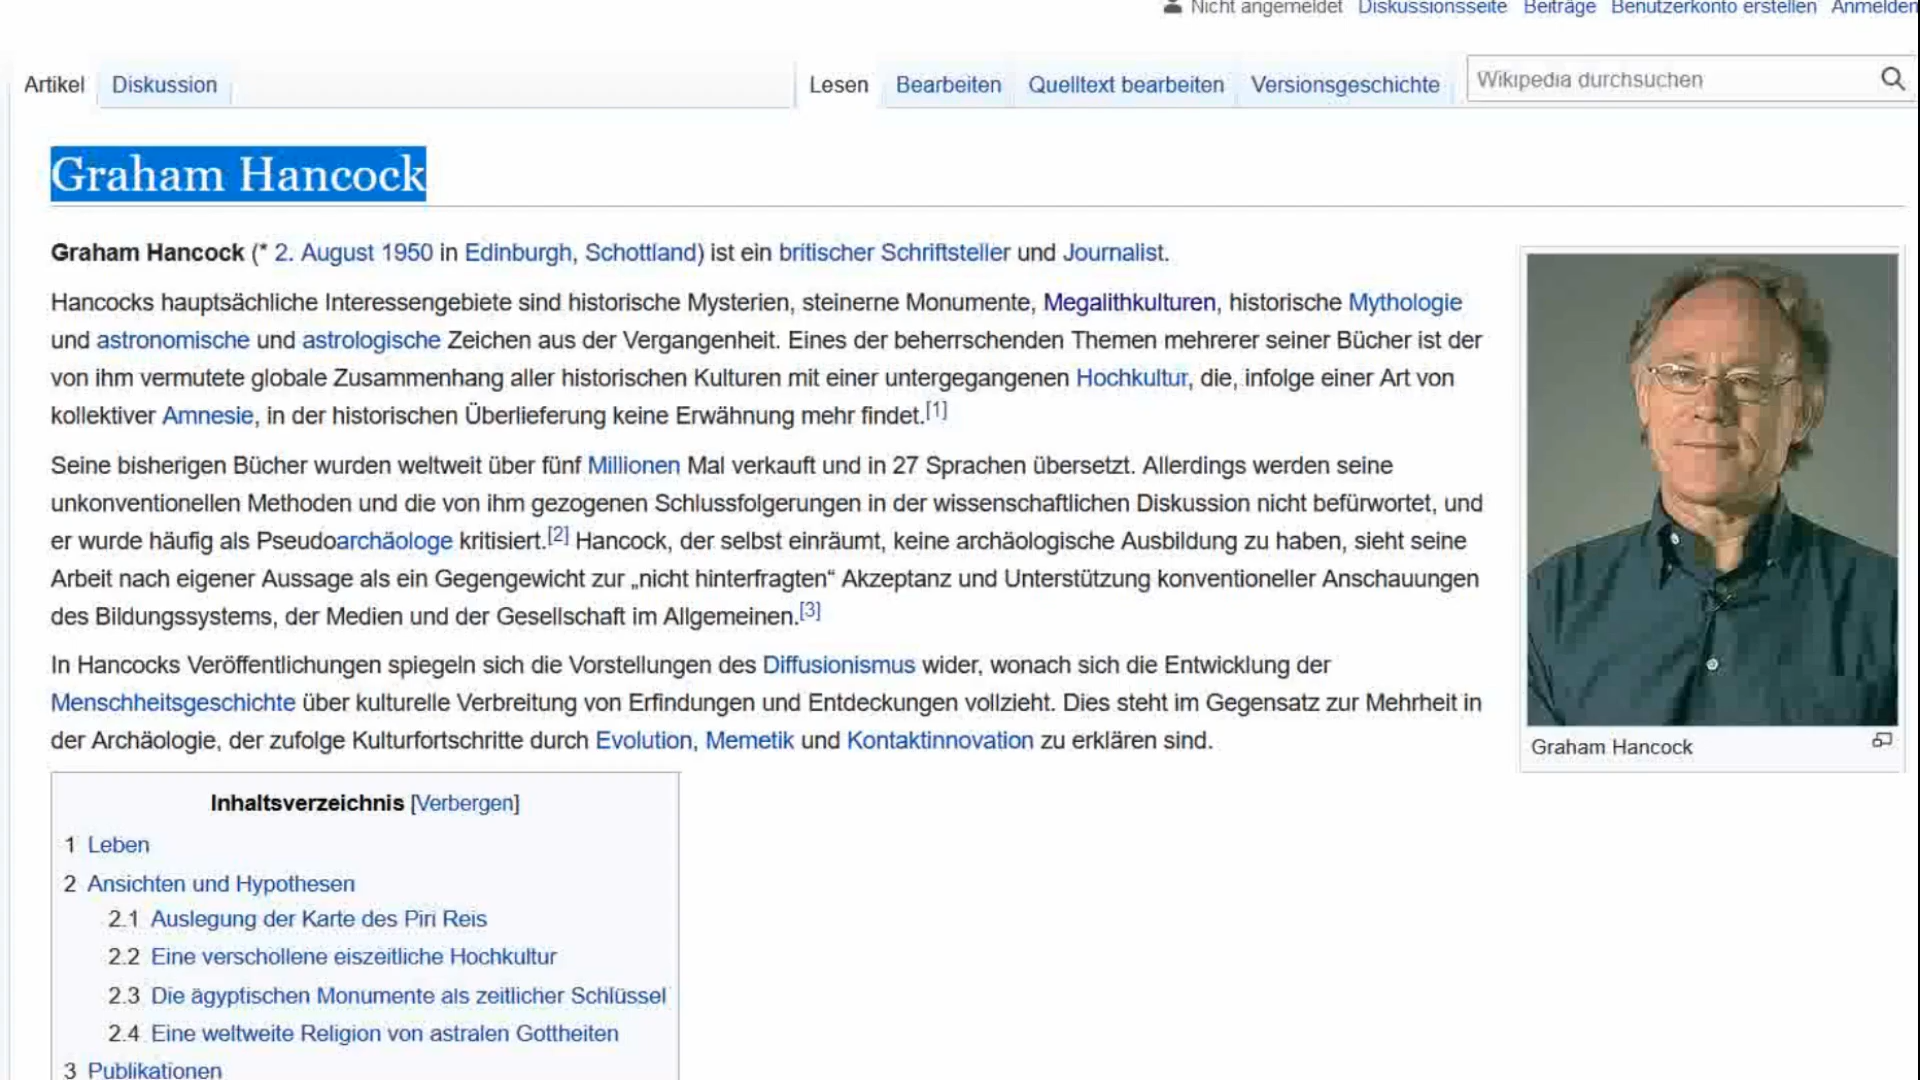 Nicht angemeldet Diskussionsseite Beiträge Benutzerkonto erstellen Anmelden
Artikel Diskussion Lesen Bearbeiten Quelltext bearbeiten Versionsgeschichte Wikipedia durchsuchen
Graham Hancock
Graham Hancock (* 2. August 1950 in Edinburgh, Schottland) ist ein britischer Schriftsteller und Journalist.
Hancocks hauptsächliche Interessengebiete sind historische Mysterien, steinerne Monumente, Megalithkulturen, historische Mythologie
und astronomische und astrologische Zeichen aus der Vergangenheit. Eines der beherrschenden Themen mehrerer seiner Bücher ist der
von ihm vermutete globale Zusammenhang aller historischen Kulturen mit einer untergegangenen Hochkultur, die, infolge einer Art von
kollektiver Amnesie, in der historischen Überlieferung keine Erwähnung mehr findet.[1]
Seine bisherigen Bücher wurden weltweit über fünf Millionen Mal verkauft und in 27 Sprachen übersetzt. Allerdings werden seine
unkonventionellen Methoden und die von ihm gezogenen Schlussfolgerungen in der wissenschaftlichen Diskussion nicht befürwortet, und
er wurde häufig als Pseudoarchäologe kritisiert.[2] Hancock, der selbst einräumt, keine archäologische Ausbildung zu haben, sieht seine
Arbeit nach eigener Aussage als ein Gegengewicht zur „nicht hinterfragten“ Akzeptanz und Unterstützung konventioneller Anschauungen
des Bildungssystems, der Medien und der Gesellschaft im Allgemeinen.[3]
In Hancocks Veröffentlichungen spiegeln sich die Vorstellungen des Diffusionismus wider, wonach sich die Entwicklung der
Menschheitsgeschichte über kulturelle Verbreitung von Erfindungen und Entdeckungen vollzieht. Dies steht im Gegensatz zur Mehrheit in
der Archäologie, der zufolge Kulturfortschritte durch Evolution, Memetik und Kontaktinnovation zu erklären sind.
Graham Hancock
Inhaltsverzeichnis [Verbergen]
1 Leben
2 Ansichten und Hypothesen
2.1 Auslegung der Karte des Piri Reis
2.2 Eine verschollene eiszeitliche Hochkultur
2.3 Die ägyptischen Monumente als zeitlicher Schlüssel
2.4 Eine weltweite Religion von astralen Gottheiten
3 Publikationen